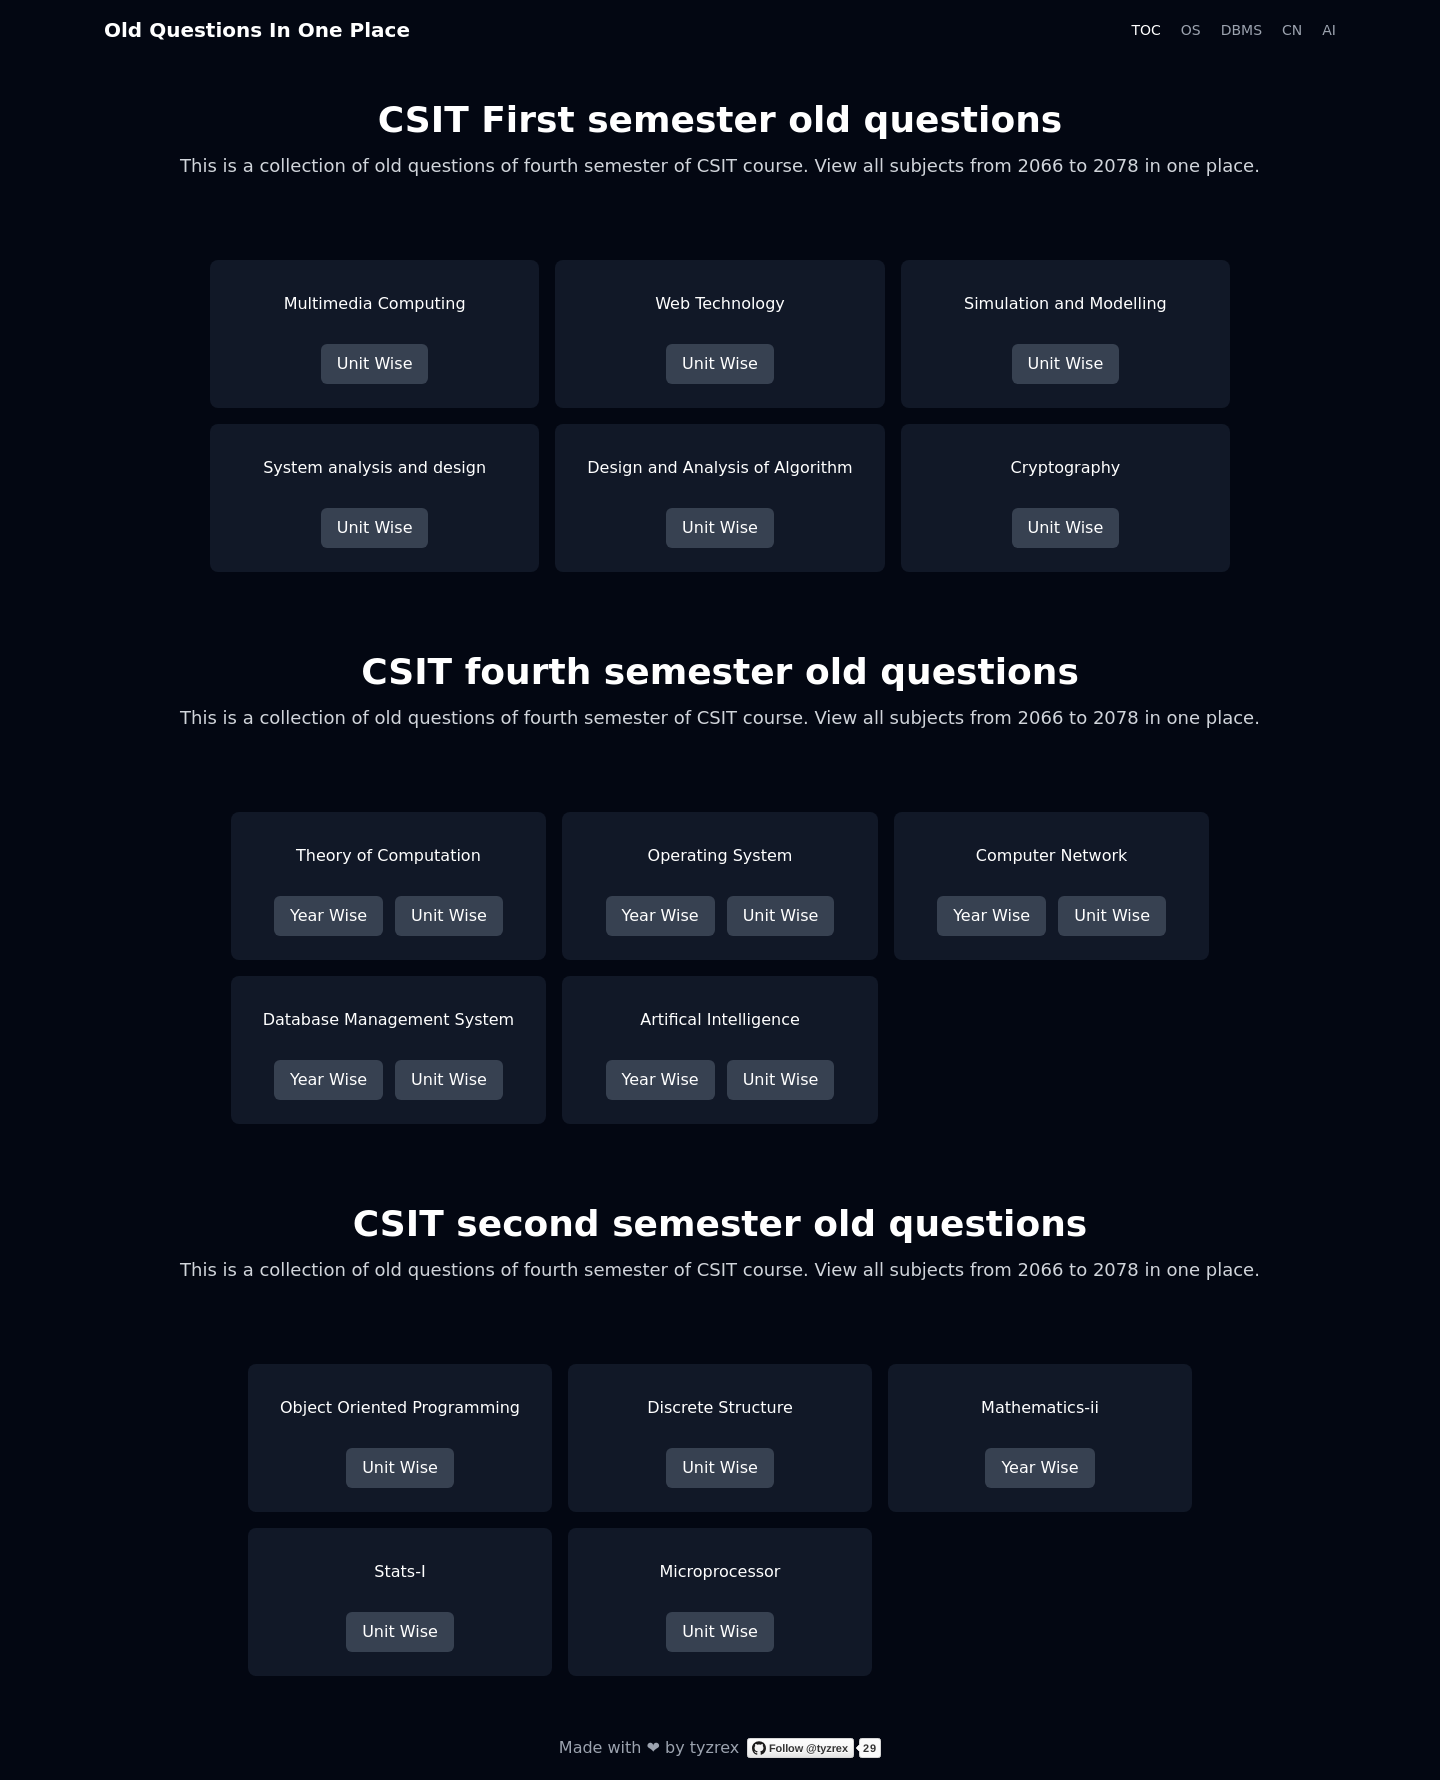 Old Questions In One Place
TOC OS DBMS CN AI
CSIT First semester old questions
This is a collection of old questions of fourth semester of CSIT course. View all subjects from 2066 to 2078 in one place.
Multimedia Computing
Unit Wise
Web Technology
Unit Wise
Simulation and Modelling
Unit Wise
System analysis and design
Unit Wise
Design and Analysis of Algorithm
Unit Wise
Cryptography
Unit Wise
CSIT fourth semester old questions
This is a collection of old questions of fourth semester of CSIT course. View all subjects from 2066 to 2078 in one place.
Theory of Computation
Year Wise Unit Wise
Operating System
Year Wise Unit Wise
Computer Network
Year Wise Unit Wise
Database Management System
Year Wise Unit Wise
Artifical Intelligence
Year Wise Unit Wise
CSIT second semester old questions
This is a collection of old questions of fourth semester of CSIT course. View all subjects from 2066 to 2078 in one place.
Object Oriented Programming
Unit Wise
Discrete Structure
Unit Wise
Mathematics-ii
Year Wise
Stats-I
Unit Wise
Microprocessor
Unit Wise
Made with ❤ by tyzrex Follow @tyzrex 29